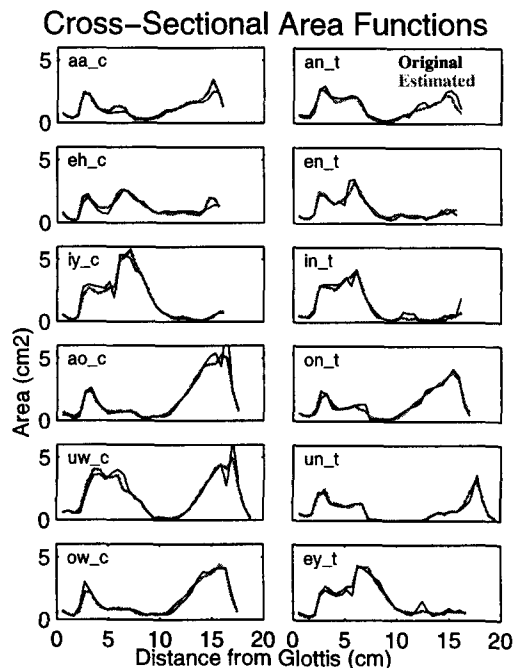 Cross-Sectional Area Functions
5
aa_c
0
an_t
Original
Estimated
5
eh_c
0
en_t
5
iy_c
0
in_t
5
ao_c
0
on_t
5
uw_c
0
un_t
5
ow_c
0
ey_t
Area (cm2)
0 5 10 15 20
0 5 10 15 20
Distance from Glottis (cm)